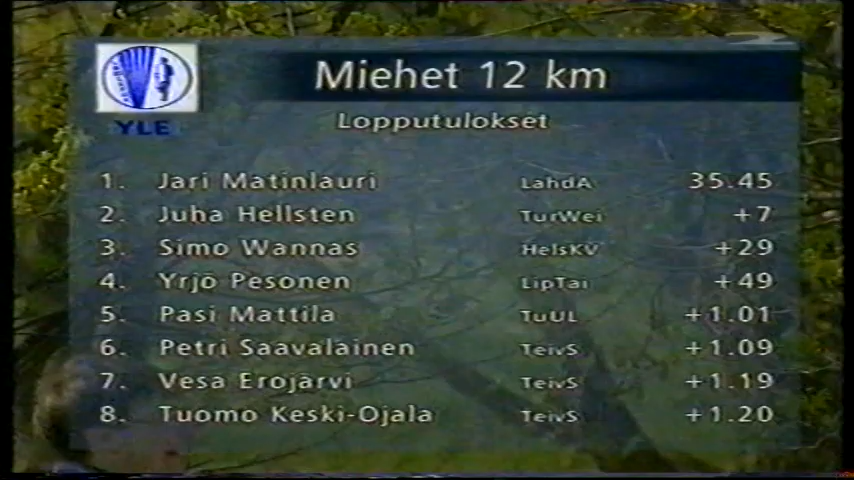 Miehet 12 km
YLE
Lopputulokset
1. Jari Matinlauri LahdA 35.45
2. Juha Hellsten TurWei +7
3. Simo Wannas HelsKV +29
4. Yrjö Pesonen LipTai +49
5. Pasi Mattila TuUL +1.01
6. Petri Saavalainen TeivS +1.09
7. Vesa Erojärvi TeivS +1.19
8. Tuomo Keski-Ojala TeivS +1.20